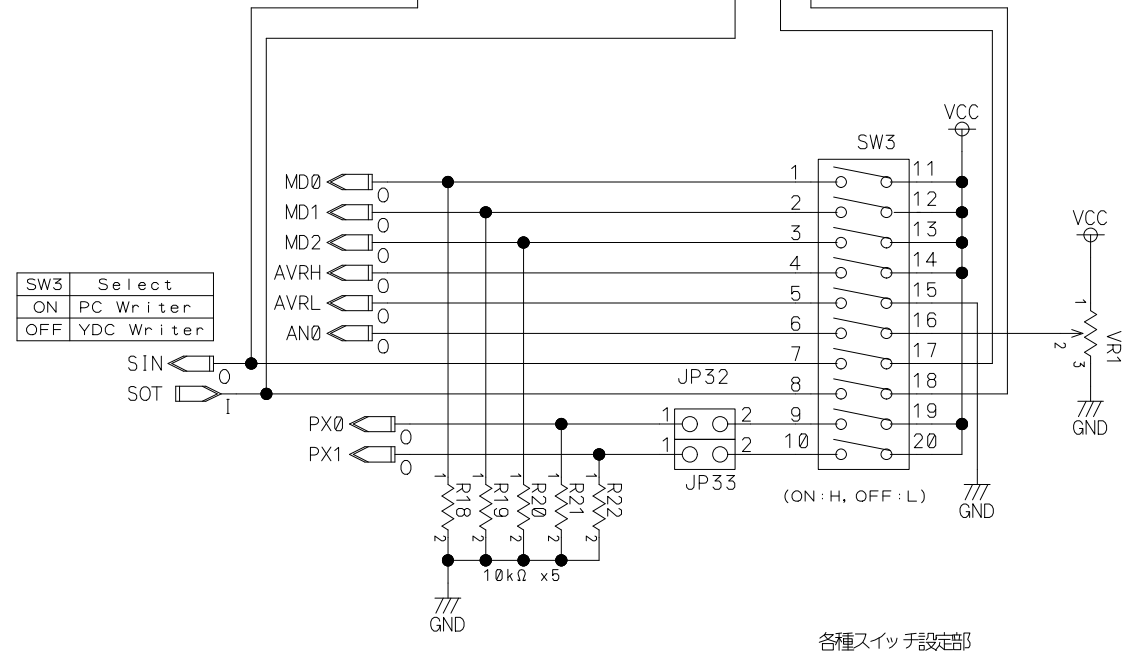 VCC
SW3
MD0 O 1 11
MD1 O 2 12
MD2 O 3 13
AVRH O 4 14
AVRL O 5 15
AN0 O 6 16
SIN O 7 17
SOT I 8 18
PX0 O 1 2 9 19
PX1 O 1 2 10 20
JP32
JP33
(ON:H, OFF:L)
GND
VCC
1
2
3
VR1
GND
SW3 Select
ON PC Writer
OFF YDC Writer
1 R18 2
1 R19 2
1 R20 2
1 R21 2
1 R22 2
10kΩ x5
GND
各種スイッチ設定部